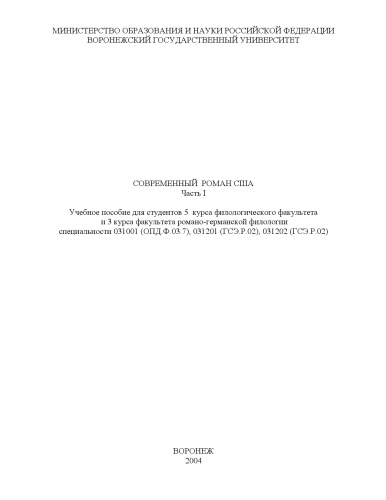 МИНИСТЕРСТВО ОБРАЗОВАНИЯ И НАУКИ РОССИЙСКОЙ ФЕДЕРАЦИИ
ВОРОНЕЖСКИЙ ГОСУДАРСТВЕННЫЙ УНИВЕРСИТЕТ
СОВРЕМЕННЫЙ РОМАН США
Часть I
Учебное пособие для студентов 5 курса филологического факультета
и 3 курса факультета романо-германской филологии
специальности 031001 (ОПД.Ф.03.7), 031201 (ГСЭ.Р.02), 031202 (ГСЭ.Р.02)
ВОРОНЕЖ
2004